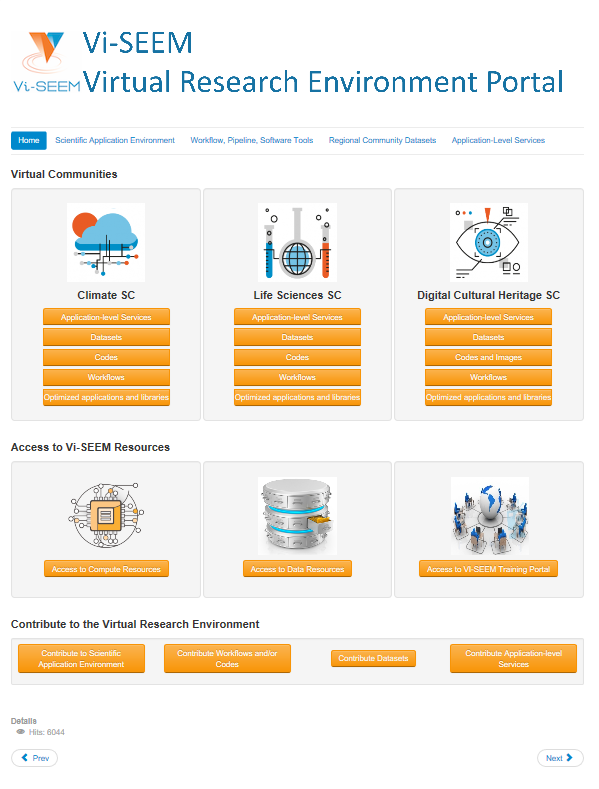 Vi-SEEM
Vi-SEEM
Virtual Research Environment Portal
Home Scientific Application Environment Workflow, Pipeline, Software Tools Regional Community Datasets Application-Level Services
Virtual Communities
Climate SC Life Sciences SC Digital Cultural Heritage SC
Application-level Services Application-level Services Application-level Services
Datasets Datasets Datasets
Codes Codes Codes and Images
Workflows Workflows Workflows
Optimized applications and libraries Optimized applications and libraries Optimized applications and libraries
Access to Vi-SEEM Resources
Access to Compute Resources Access to Data Resources Access to VI-SEEM Training Portal
Contribute to the Virtual Research Environment
Contribute to Scientific
Application Environment
Contribute Workflows and/or
Codes
Contribute Datasets
Contribute Application-level
Services
Details
Hits: 6044
Prev Next